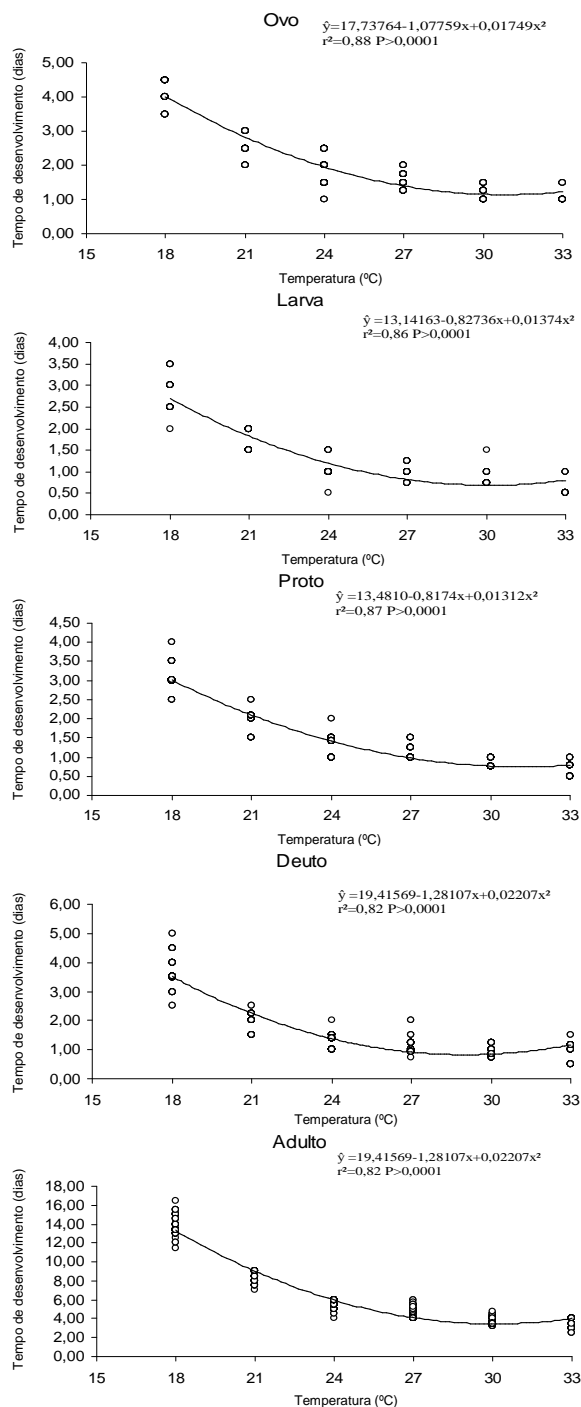 Ovo
ŷ=17,73764-1,07759x+0,01749x²
r²=0,88 P>0,0001
Tempo de desenvolvimento (dias)
5,00
4,00
3,00
2,00
1,00
0,00
15 18 21 24 27 30 33
Temperatura (ºC)
Larva
ŷ =13,14163-0,82736x+0,01374x²
r²=0,86 P>0,0001
Tempo de desenvolvimento (dias)
4,00
3,50
3,00
2,50
2,00
1,50
1,00
0,50
0,00
15 18 21 24 27 30 33
Temperatura (ºC)
Proto
ŷ =13,4810-0,8174x+0,01312x²
r²=0,87 P>0,0001
Tempo de desenvolvimento (dias)
4,50
4,00
3,50
3,00
2,50
2,00
1,50
1,00
0,50
0,00
15 18 21 24 27 30 33
Temperatura (ºC)
Deuto
ŷ =19,41569-1,28107x+0,02207x²
r²=0,82 P>0,0001
Tempo de desenvolvimento (dias)
6,00
5,00
4,00
3,00
2,00
1,00
0,00
15 18 21 24 27 30 33
Temperatura (ºC)
Adulto
ŷ =19,41569-1,28107x+0,02207x²
r²=0,82 P>0,0001
Tempo de desenvolvimento (dias)
18,00
16,00
14,00
12,00
10,00
8,00
6,00
4,00
2,00
0,00
15 18 21 24 27 30 33
Temperatura (ºC)